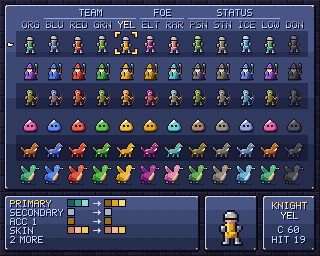 TEAM FOE STATUS
ORG BLU RED GRN YEL ELT RAR PSN STN ICE LOW DGN
PRIMARY
SECONDARY
ACC 1
SKIN
2 MORE
KNIGHT
YEL
C 60
HIT 19